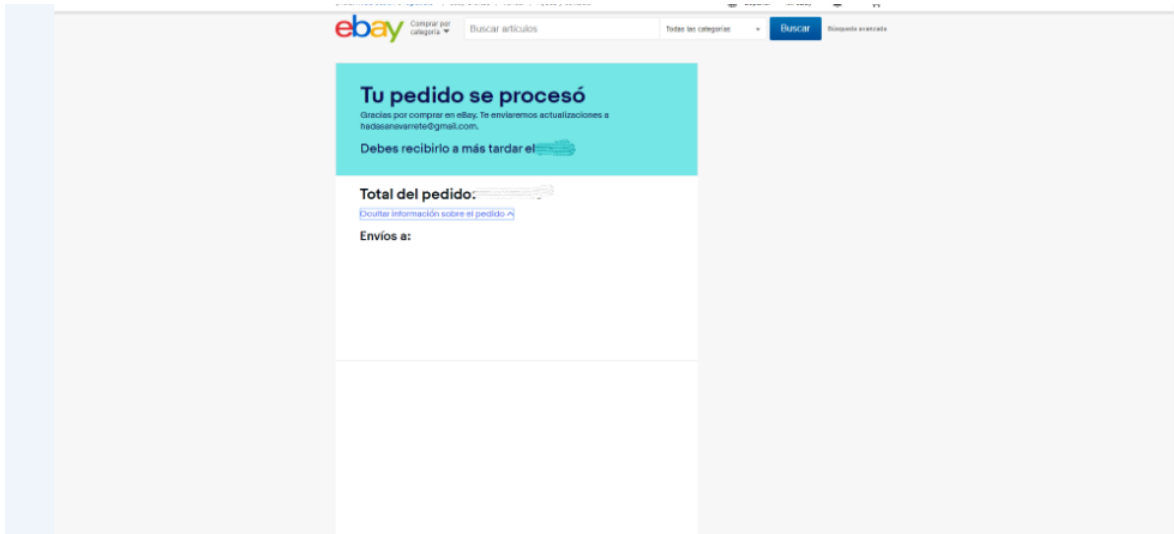 ebay
Comprar por
categoría
Buscar artículos
Todas las categorías
Buscar
Búsqueda avanzada
Tu pedido se procesó
Gracias por comprar en eBay. Te enviaremos actualizaciones a
hadasenavarrete@gmail.com.
Debes recibirlo a más tardar el
Total del pedido:
Ocultar información sobre el pedido
Envíos a: